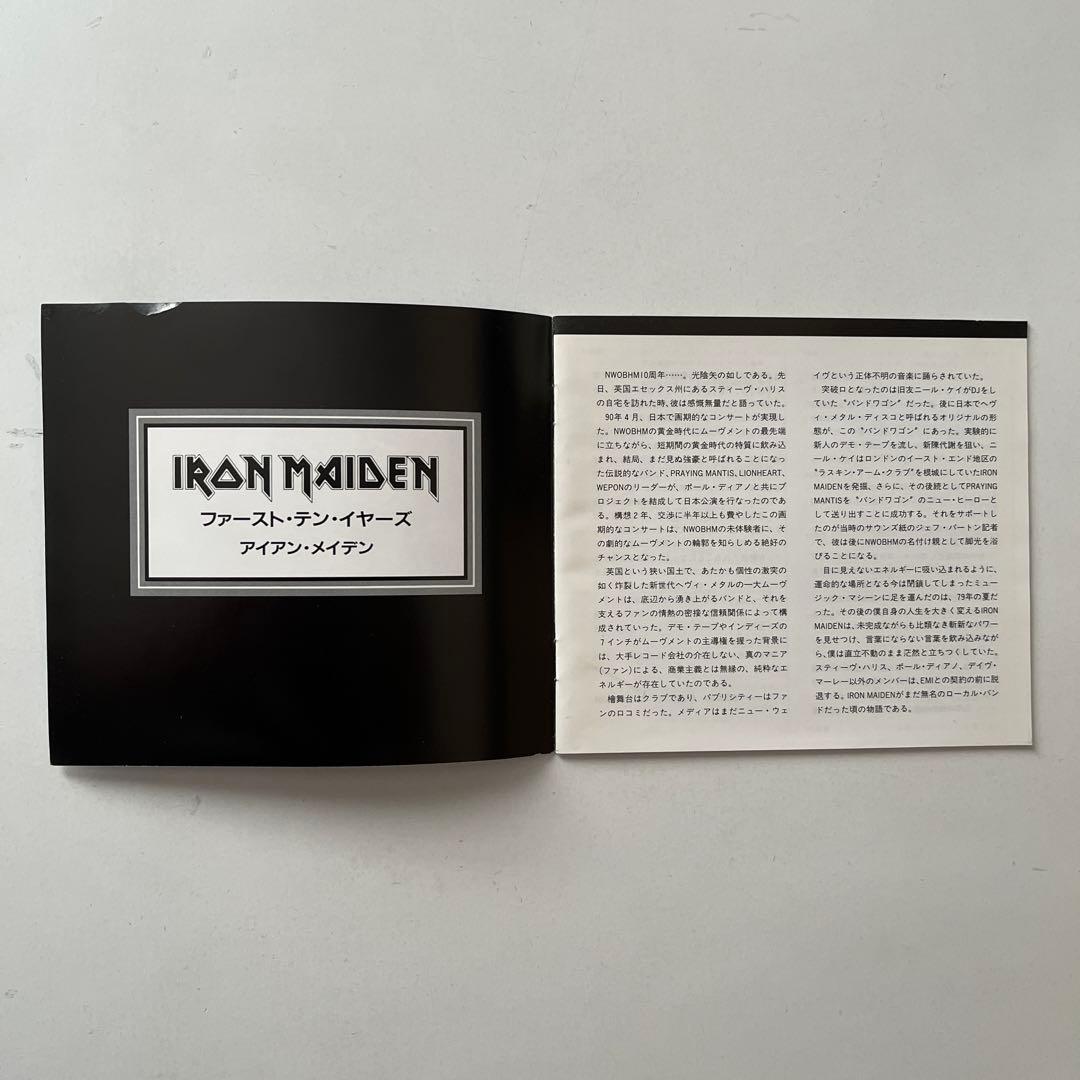 IRON MAIDEN
ファースト・テン・イヤーズ
アイアン・メイデン
NWOBHM10周年……。光陰矢の如しである。先
日、英国エセックス州にあるスティーヴ・ハリス
の自宅を訪れた時、彼は感慨無量だと語っていた。
90年4月、日本で画期的なコンサートが実現し
た。NWOBHMの黄金時代にムーヴメントの最先端
に立ちながら、短期間の黄金時代の特質に飲み込
まれ、結局、まだ見ぬ強豪と呼ばれることになっ
た伝説的なバンド、PRAYING MANTIS、LIONHEART、
WEPONのリーダーが、ポール・ディアノと共にプ
ロジェクトを結成して日本公演を行なったのであ
る。構想2年、交渉に半年以上も費やしたこの画
期的なコンサートは、NWOBHMの未体験者に、そ
の劇的なムーヴメントの輪郭を知らしめる絶好の
チャンスとなった。
英国という狭い国土で、あたかも個性の激突の
如く炸裂した新世代ヘヴィ・メタルの一大ムーヴ
メントは、底辺から湧き上がるバンドと、それを
支えるファンの情熱の密接な信頼関係によって構
成されていった。デモ・テープやインディーズの
7インチがムーヴメントの主導権を握った背景に
は、大手レコード会社の介在しない、真のマニア
(ファン)による、商業主義とは無縁の、純粋なエ
ネルギーが存在していたのである。
檜舞台はクラブであり、パブリシティーはファ
ンの口コミだった。メディアはまだニュー・ウェ
イヴという正体不明の音楽に踊らされていた。
突破口となったのは旧友ニール・ケイがDJをし
ていた〝バンドワゴン〟だった。後に日本でヘヴ
ィ・メタル・ディスコと呼ばれるオリジナルの形
態が、この〝バンドワゴン〟にあった。実験的に
新人のデモ・テープを流し、新陳代謝を狙い、ニ
ール・ケイはロンドンのイースト・エンド地区の
〝ラスキン・アーム・クラブ〟を根城にしていたIRON
MAIDENを発掘、さらに、その後続としてPRAYING
MANTISを〝バンドワゴン〟のニュー・ヒーローと
して送り出すことに成功する。それをサポートし
たのが当時のサウンズ紙のジェフ・バートン記者
で、彼は後にNWOBHMの名付け親として脚光を浴
びることになる。
目に見えないエネルギーに吸い込まれるように、
運命的な場所となる今は閉鎖してしまったミュー
ジック・マシーンに足を運んだのは、79年の夏だ
った。その後の僕自身の人生を大きく変えるIRON
MAIDENは、未完成ながらも比類なき斬新なパワー
を見せつけ、言葉にならない言葉を飲み込みなが
ら、僕は直立不動のまま茫然と立ちつくしていた。
スティーヴ・ハリス、ポール・ディアノ、デイヴ・
マーレー以外のメンバーは、EMIとの契約の前に脱
退する。IRON MAIDENがまだ無名のローカル・バン
ドだった頃の物語である。